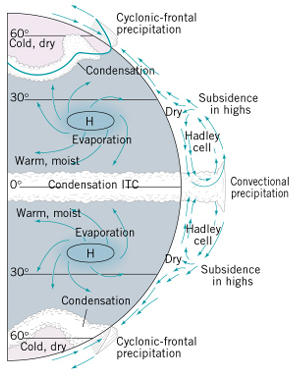 Cyclonic-frontal
precipitation
60°
Cold, dry
Condensation
30°
Subsidence
in highs
Dry
H
Hadley
cell
Evaporation
Warm, moist
0°
Condensation ITC
Convectional
precipitation
Warm, moist
Evaporation
Hadley
cell
H
Dry
30°
Subsidence
in highs
Condensation
60°
Cold, dry
Cyclonic-frontal
precipitation